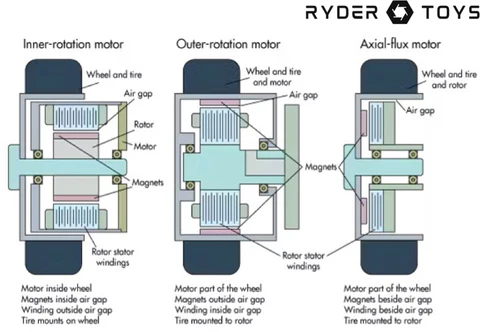 RYDER TOYS
Inner-rotation motor
Outer-rotation motor
Axial-flux motor
Wheel and tire
Air gap
Rotor
Motor
Magnets
Rotor stator
windings
Wheel and tire
and motor
Air gap
Magnets
Rotor stator
windings
Wheel and tire
and rotor
Air gap
Motor inside wheel
Magnets inside air gap
Winding outside air gap
Tire mounts on wheel
Motor part of the wheel
Magnets outside air gap
Winding inside air gap
Tire mounted to rotor
Motor part of the wheel
Magnets beside air gap
Winding beside air gap
Tire mounted to rotor